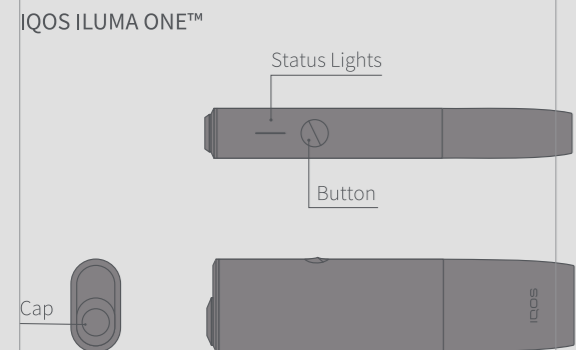 IQOS ILUMA ONE™
Status Lights
Button
Cap
IQOS